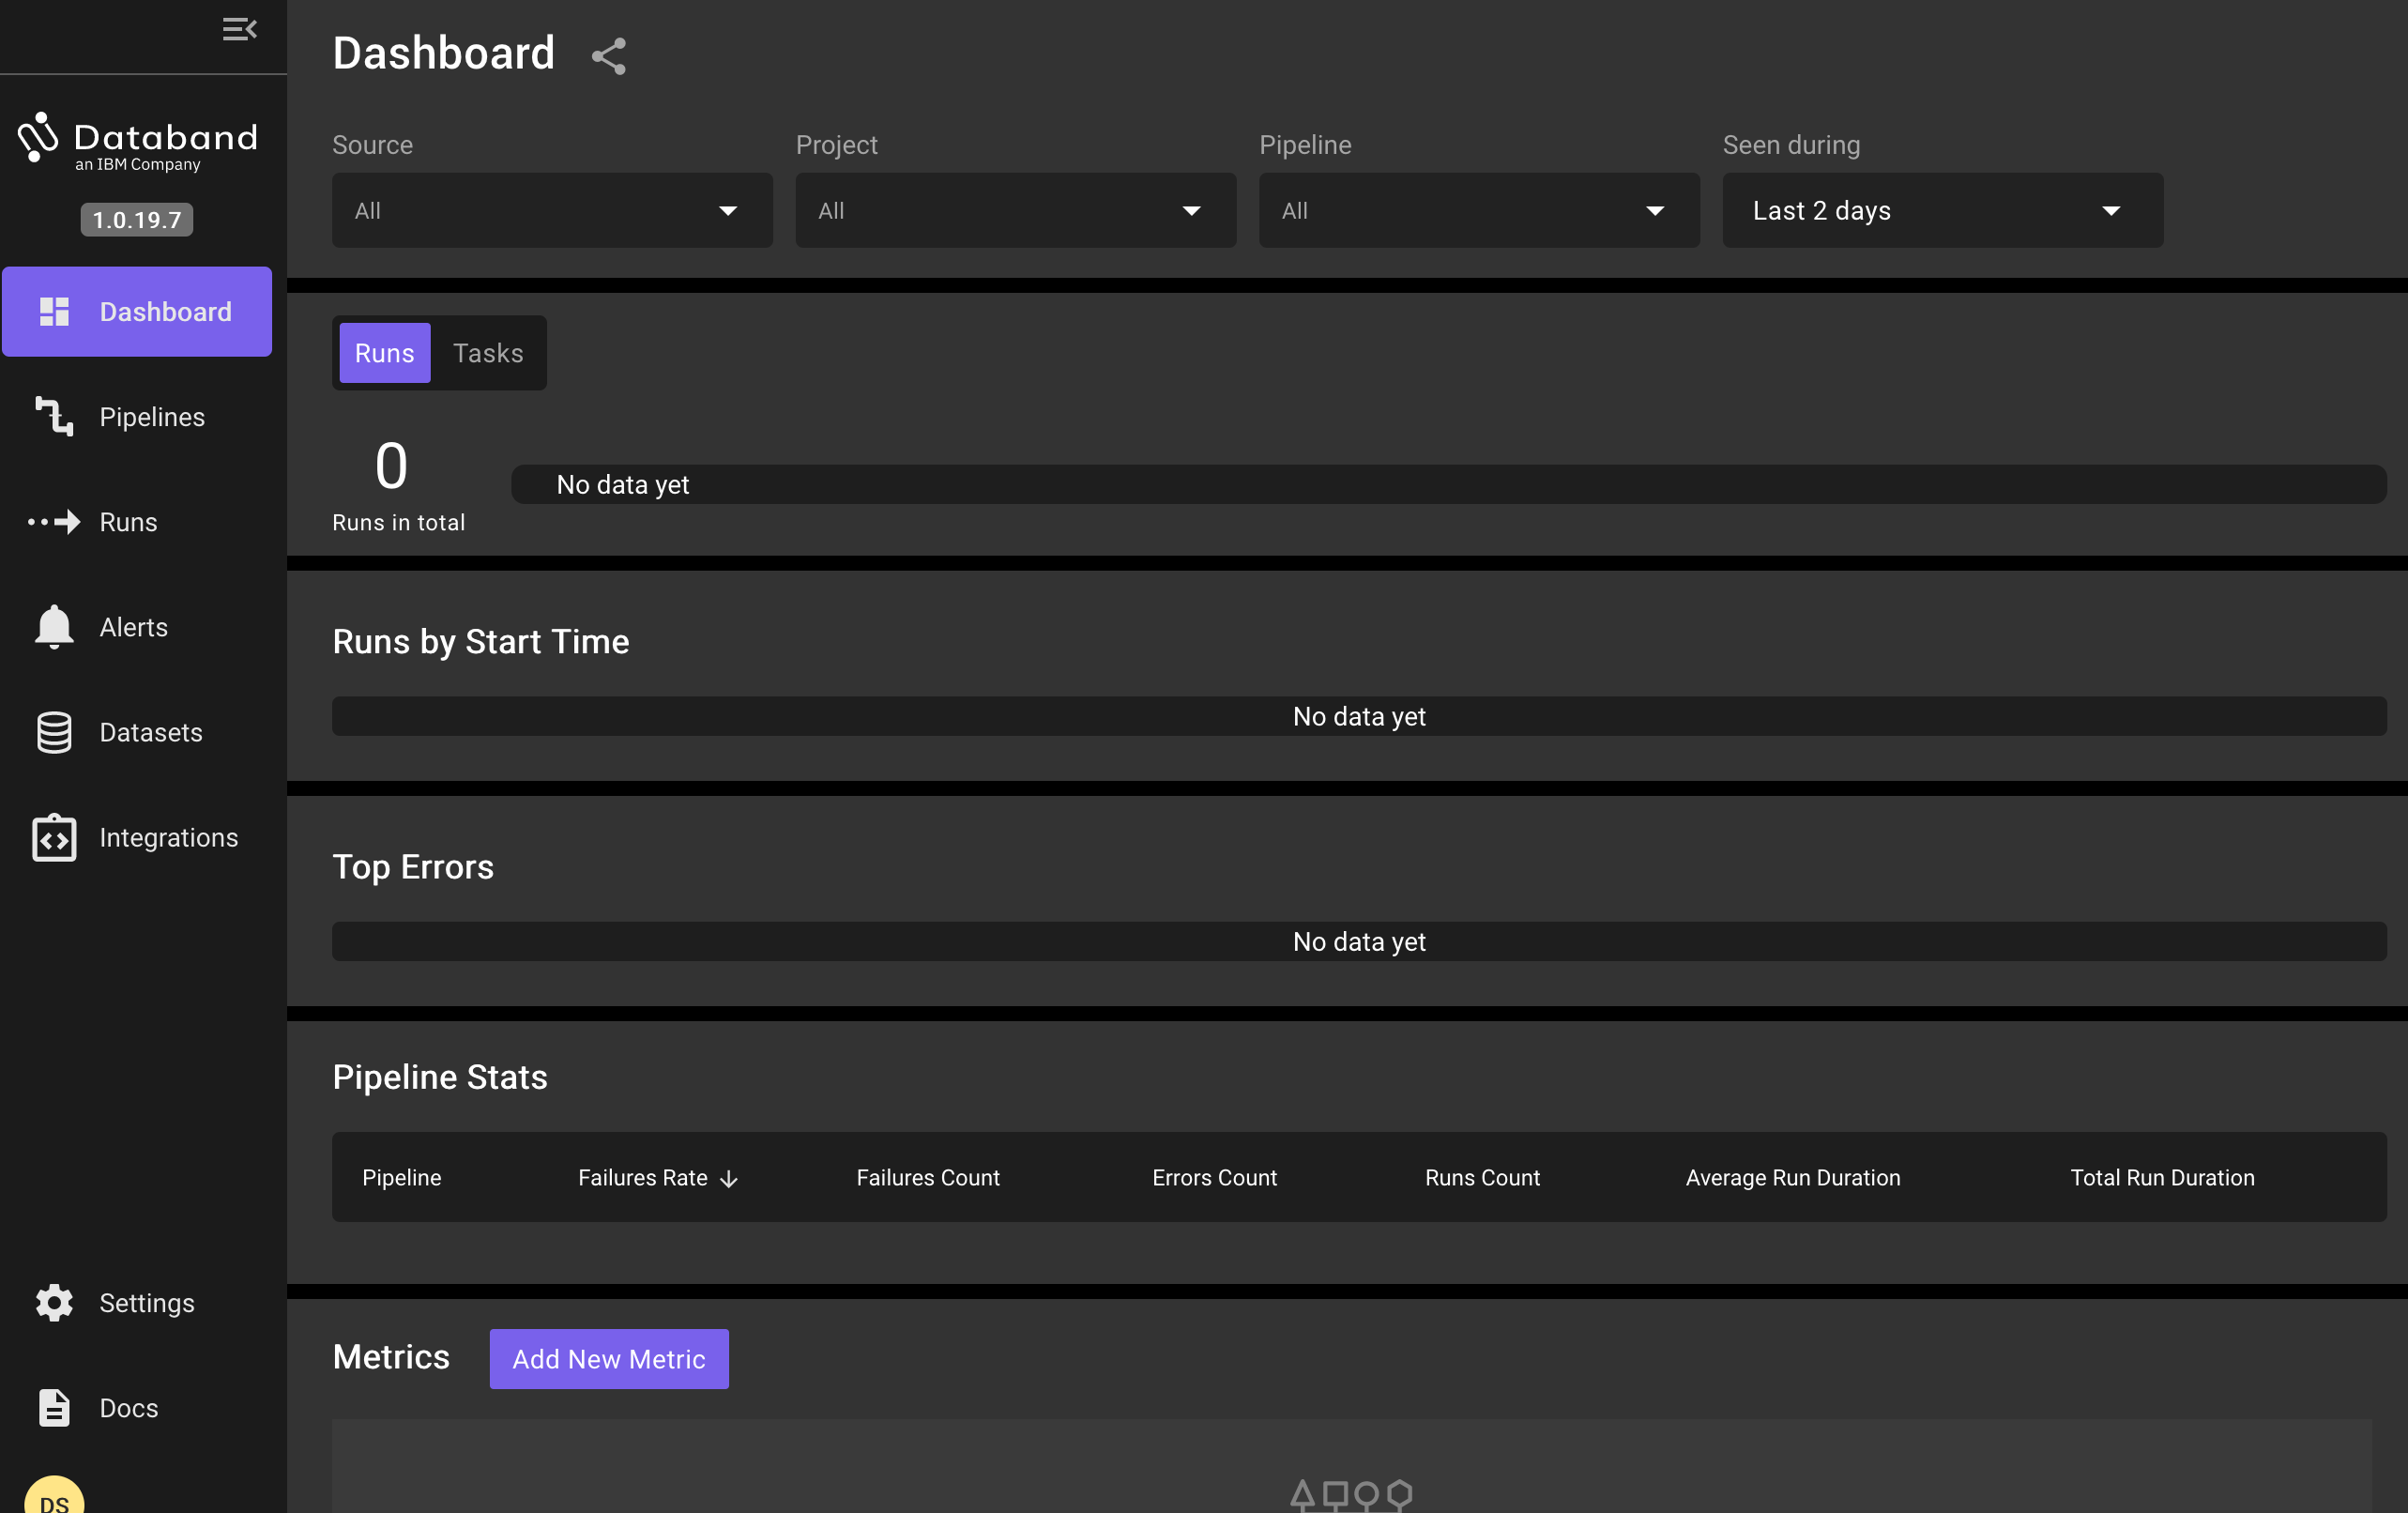 Databand
an IBM Company
1.0.19.7
Dashboard
Pipelines
Runs
Alerts
Datasets
Integrations
Settings
Docs
DS
Dashboard
Source Project Pipeline Seen during
All All All Last 2 days
Runs Tasks
0
Runs in total
No data yet
Runs by Start Time
No data yet
Top Errors
No data yet
Pipeline Stats
Pipeline Failures Rate Failures Count Errors Count Runs Count Average Run Duration Total Run Duration
Metrics Add New Metric